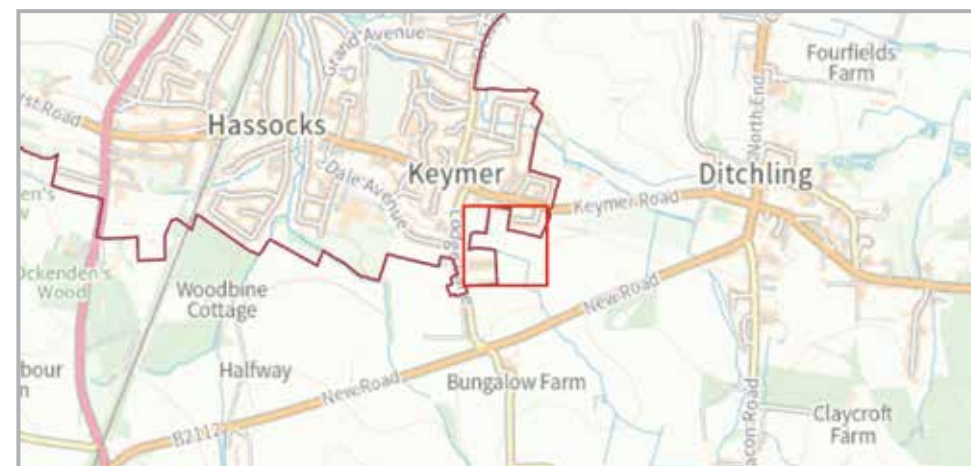 Grand Avenue
Fourfields
Farm
North End
Hassocks
Dale Avenue
Keymer
Ditchling
Keymer Road
Wood
Woodbine
Cottage
New Road
Halfway
Bungalow Farm
New Road
B2112
Claycroft
Farm